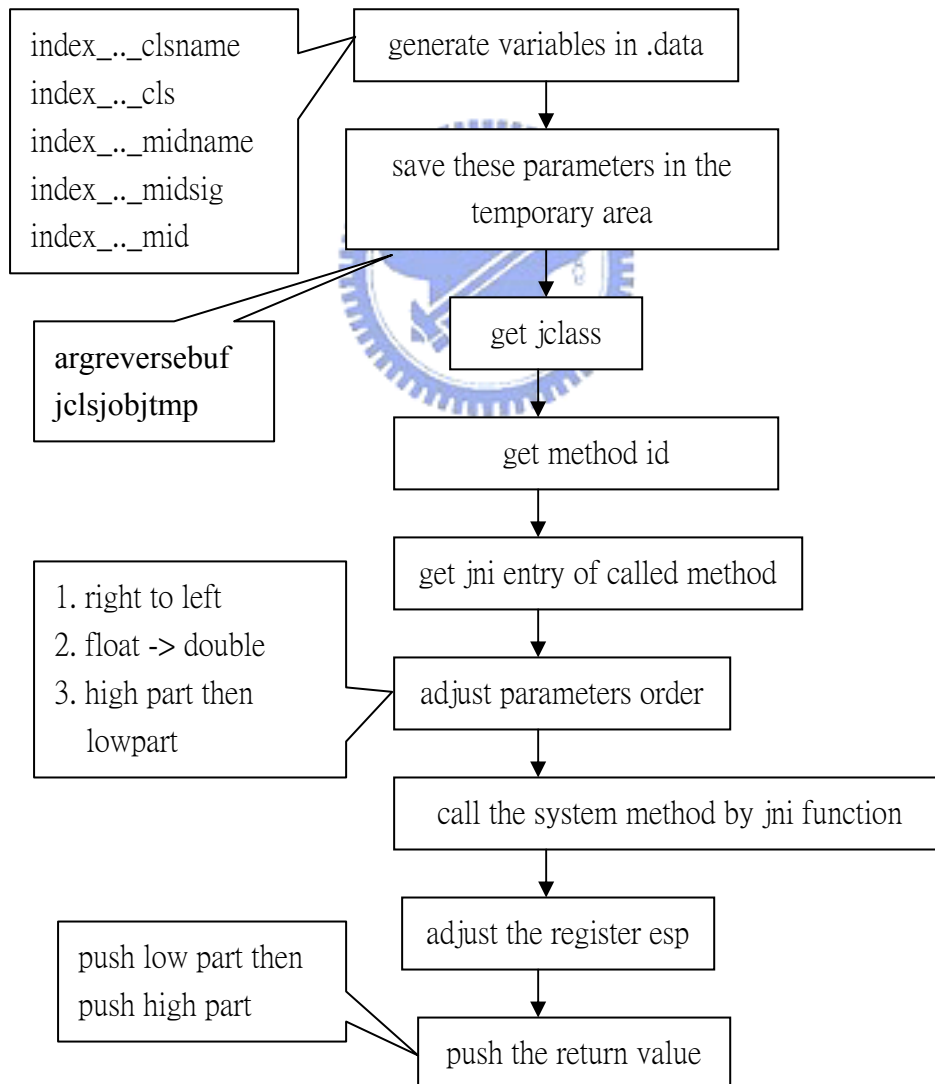 index_.._clsname
index_.._cls
index_.._midname
index_.._midsig
index_.._mid
generate variables in .data
save these parameters in the
temporary area
argreversebuf
jclsjobjtmp
get jclass
get method id
get jni entry of called method
1. right to left
2. float -> double
3. high part then
lowpart
adjust parameters order
call the system method by jni function
adjust the register esp
push low part then
push high part
push the return value